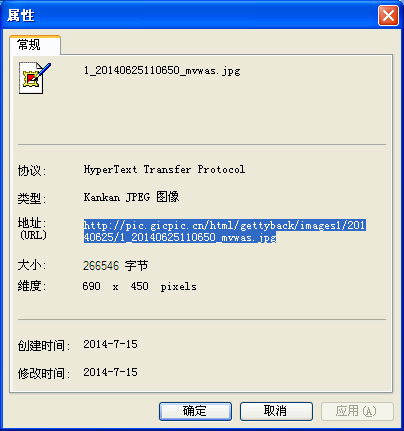 属性
常规
1_20140625110650_mvwas.jpg
协议: HyperText Transfer Protocol
类型: Kankan JPEG 图像
地址: http://pic.gicpic.cn/html/gettyback/images1/201
(URL) 40625/1_20140625110650_mvwas.jpg
大小: 266546 字节
维度: 690 x 450 pixels
创建时间: 2014-7-15
修改时间: 2014-7-15
确定 取消 应用(A)